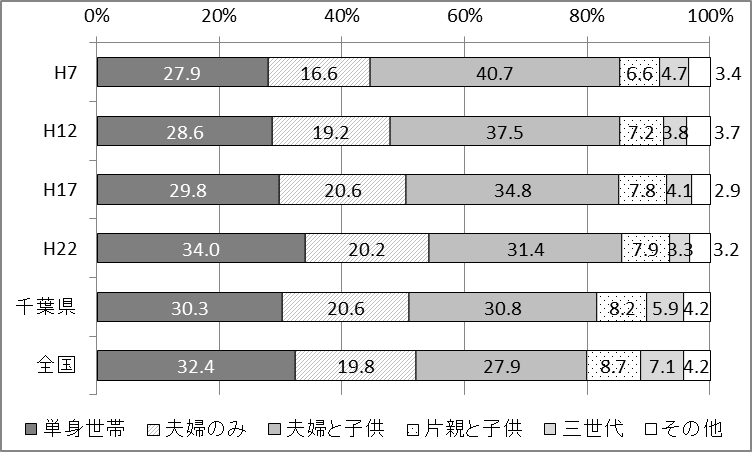 0% 20% 40% 60% 80% 100%
H7 27.9 16.6 40.7 6.6 4.7 3.4
H12 28.6 19.2 37.5 7.2 3.8 3.7
H17 29.8 20.6 34.8 7.8 4.1 2.9
H22 34.0 20.2 31.4 7.9 3.3 3.2
千葉県 30.3 20.6 30.8 8.2 5.9 4.2
全国 32.4 19.8 27.9 8.7 7.1 4.2
単身世帯 夫婦のみ 夫婦と子供 片親と子供 三世代 その他